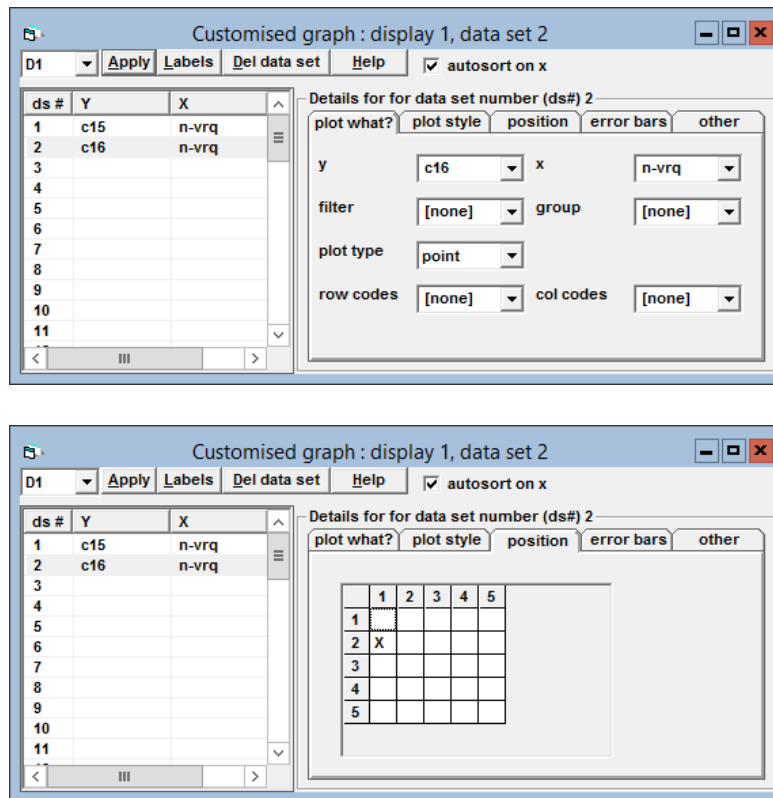 Customised graph : display 1, data set 2
D1 Apply Labels Del data set Help autosort on x
ds # Y X
1 c15 n-vrq
2 c16 n-vrq
3
4
5
6
7
8
9
10
11
Details for for data set number (ds#) 2
plot what? plot style position error bars other
y c16 x n-vrq
filter [none] group [none]
plot type point
row codes [none] col codes [none]
Customised graph : display 1, data set 2
D1 Apply Labels Del data set Help autosort on x
ds # Y X
1 c15 n-vrq
2 c16 n-vrq
3
4
5
6
7
8
9
10
11
Details for for data set number (ds#) 2
plot what? plot style position error bars other
1 2 3 4 5
1
2 X
3
4
5